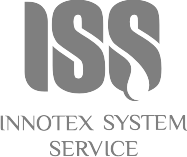 ISS
INNOTEX SYSTEM
SERVICE